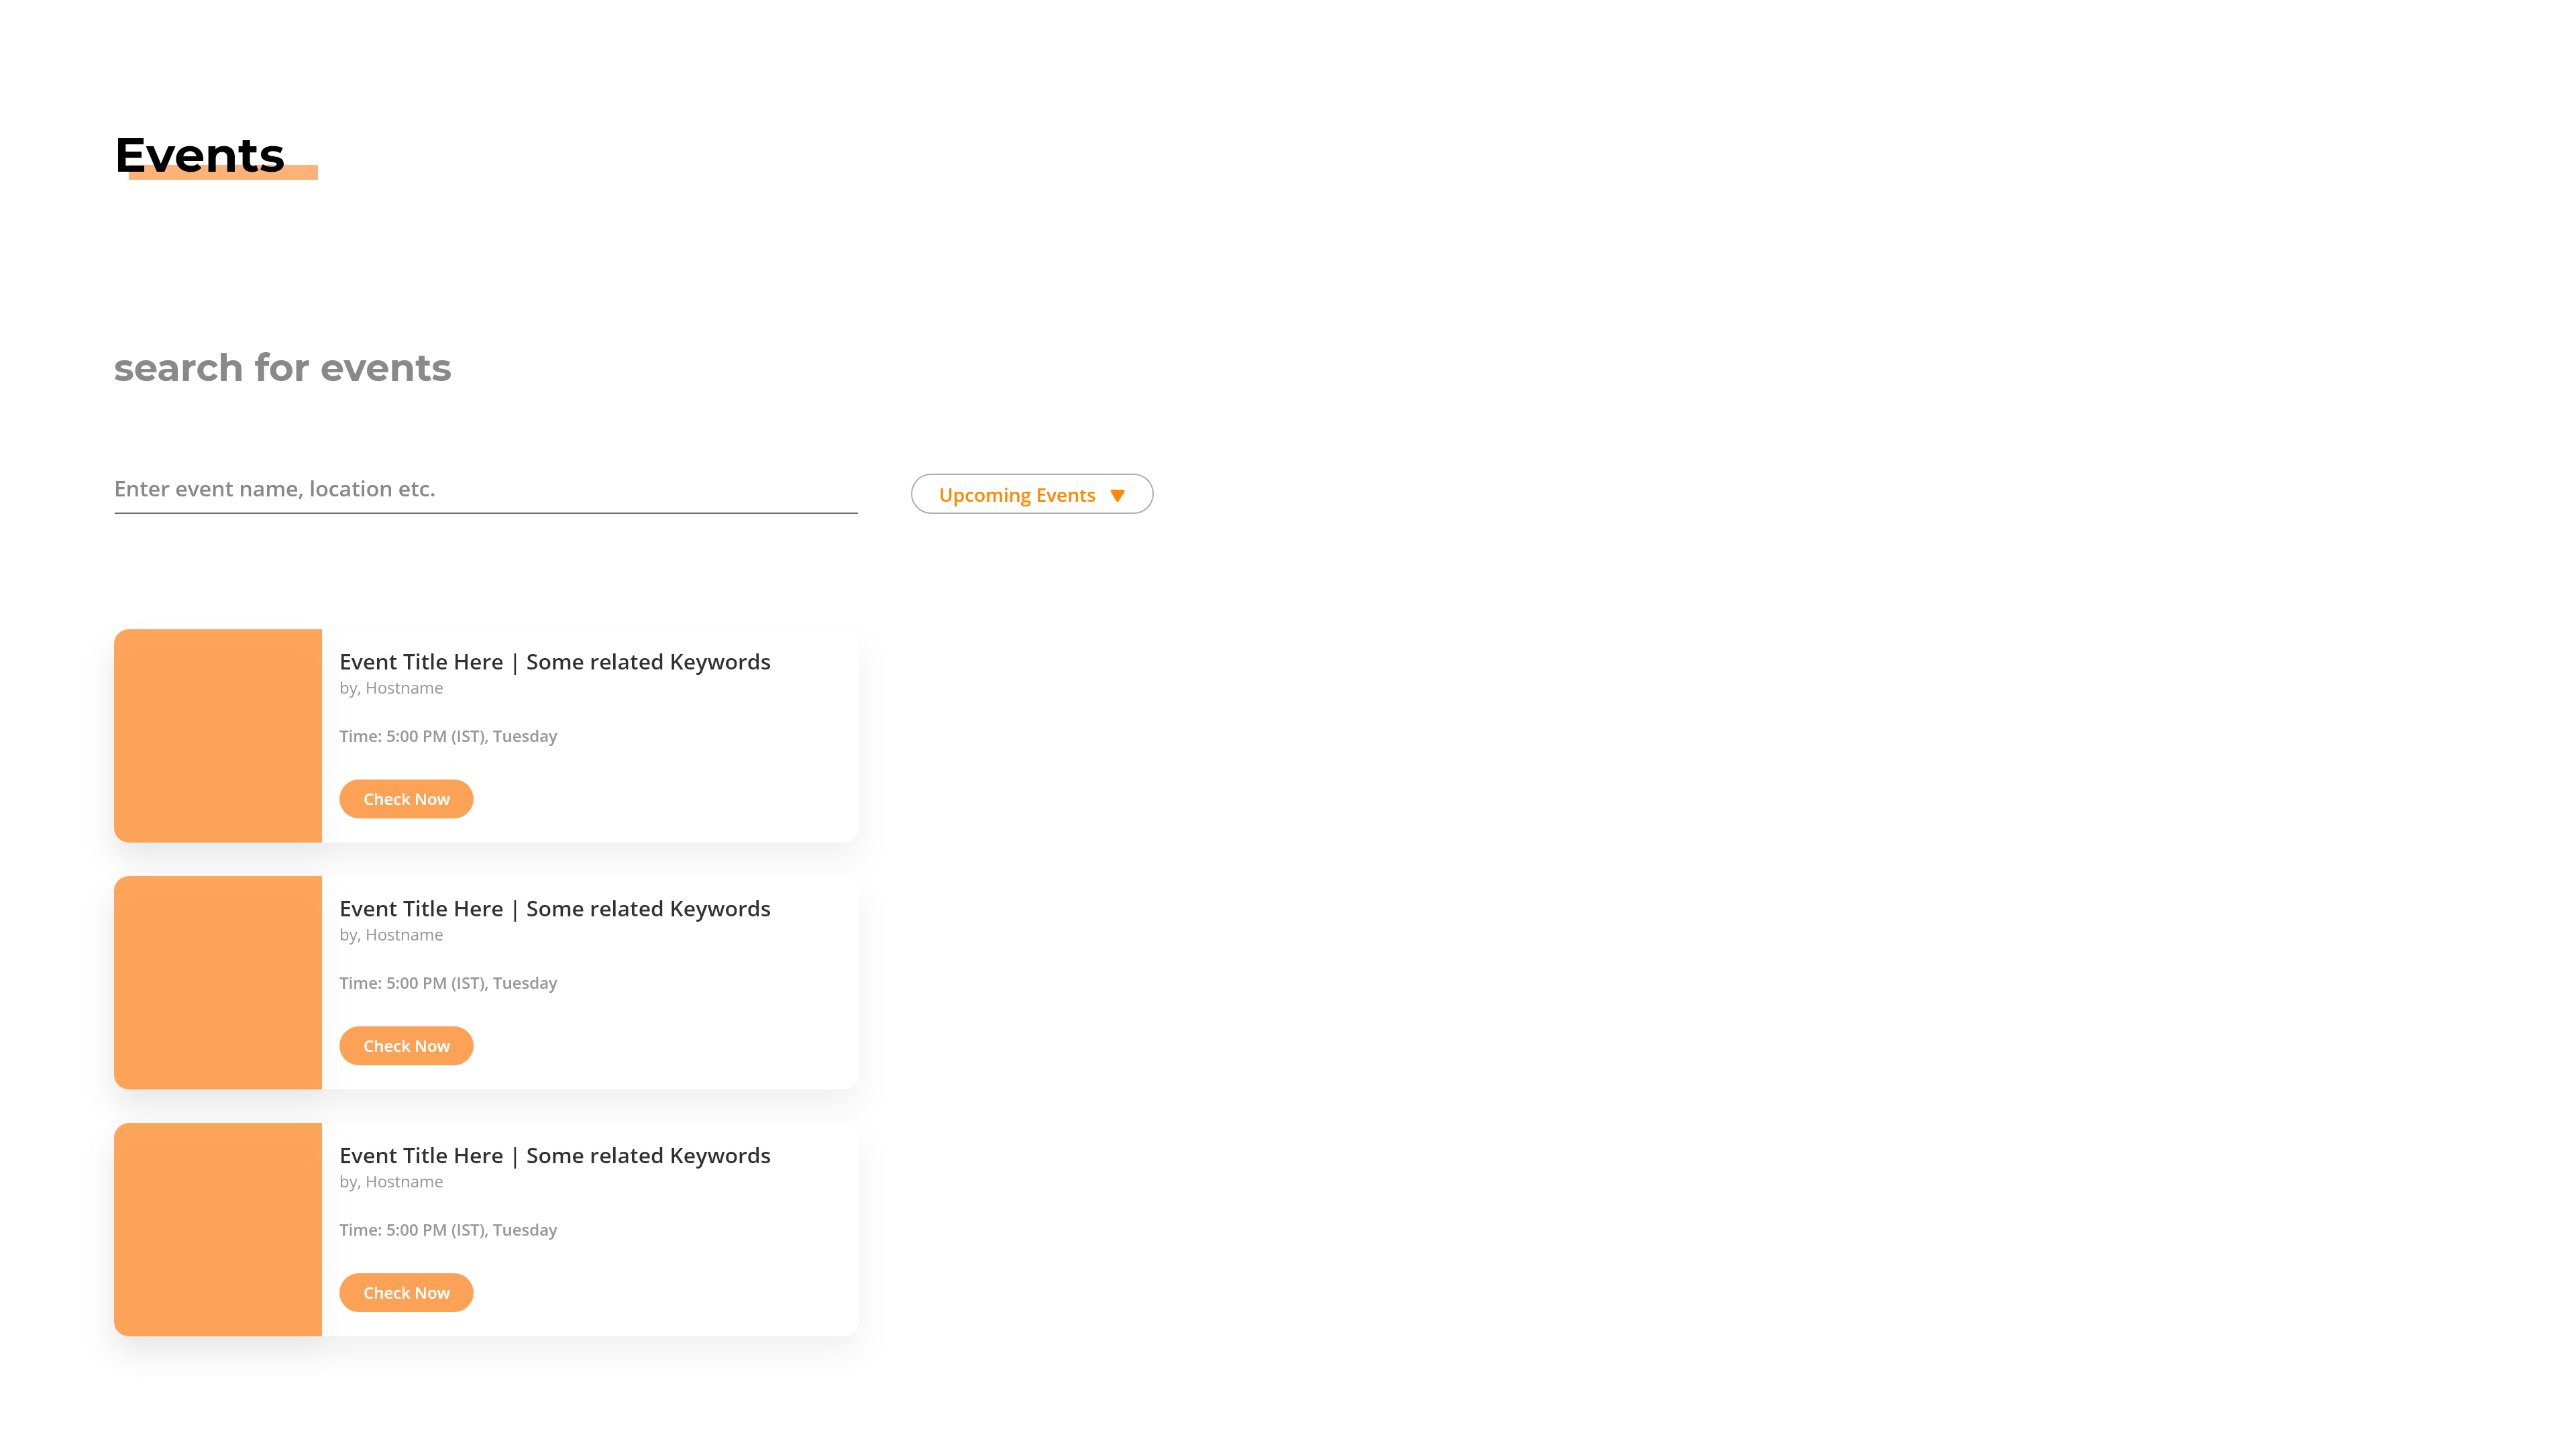 Events
search for events
Enter event name, location etc.
Upcoming Events
Event Title Here | Some related Keywords
by, Hostname
Time: 5:00 PM (IST), Tuesday
Check Now
Event Title Here | Some related Keywords
by, Hostname
Time: 5:00 PM (IST), Tuesday
Check Now
Event Title Here | Some related Keywords
by, Hostname
Time: 5:00 PM (IST), Tuesday
Check Now